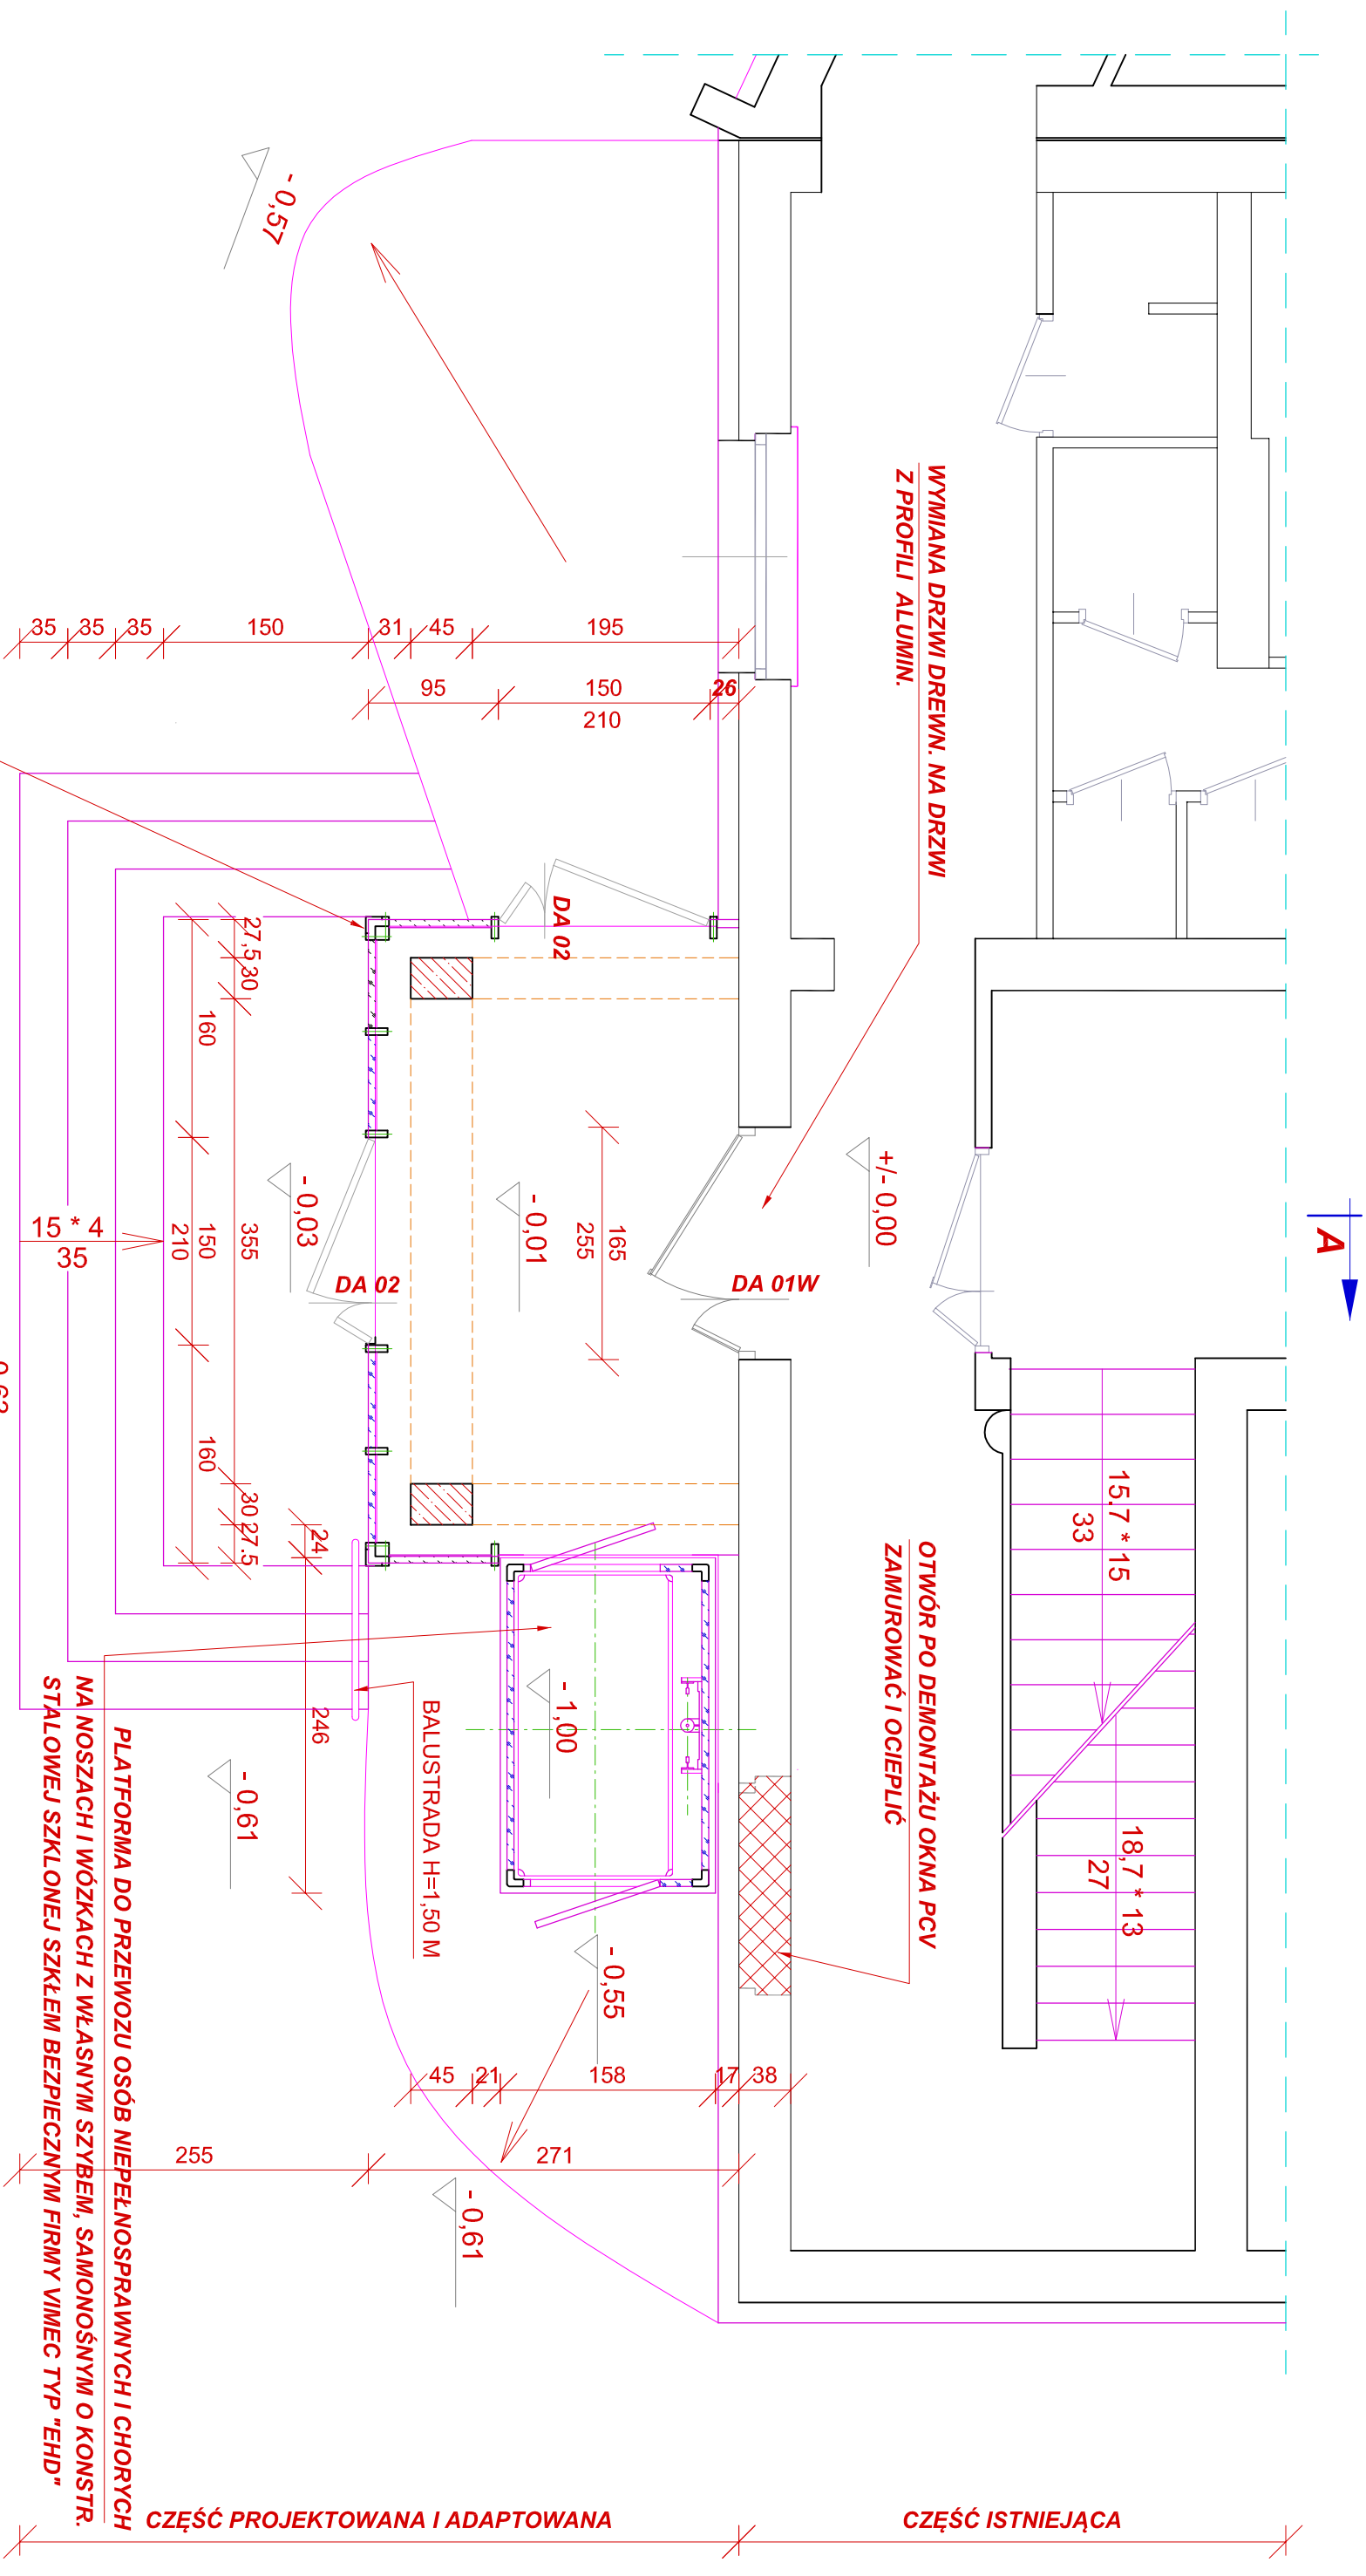 A
WYMIANA DRZWI DREWN. NA DRZWI
Z PROFILI ALUMIN.
+/- 0,00
15.7 * 15
33
18,7 * 13
27
OTWÓR PO DEMONTAŻU OKNA PCV
ZAMUROWAĆ I OCIEPLIĆ
- 0,57
35
35
35
150
31
45
195
95
150
210
26
DA 02
DA 01W
165
255
- 0,01
- 0,03
DA 02
27,5
30
355
30
27.5
160
150
210
160
24
246
15 * 4
35
- 1,00
BALUSTRADA H=1,50 M
- 0,61
- 0,55
45
21
158
17
38
255
271
- 0,61
PLATFORMA DO PRZEWOZU OSÓB NIEPEŁNOSPRAWNYCH I CHORYCH
NA NOSZACH I WÓZKACH Z WŁASNYM SZYBEM, SAMONOŚNYM O KONSTR.
STALOWEJ SZKLONEJ SZKŁEM BEZPIECZNYM FIRMY VIMEC TYP "EHD"
CZĘŚĆ PROJEKTOWANA I ADAPTOWANA
CZĘŚĆ ISTNIEJĄCA